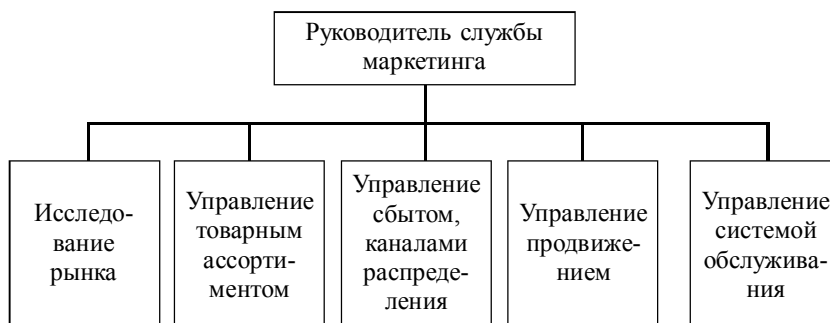 Руководитель службы
маркетинга
Исследо-
вание
рынка
Управление
товарным
ассорти-
ментом
Управление
сбытом,
каналами
распреде-
ления
Управление
продвиже-
нием
Управление
системой
обслужива-
ния